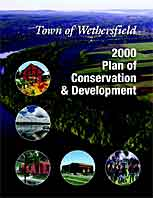 Town of Wethersfield
2000
Plan of
Conservation
& Development